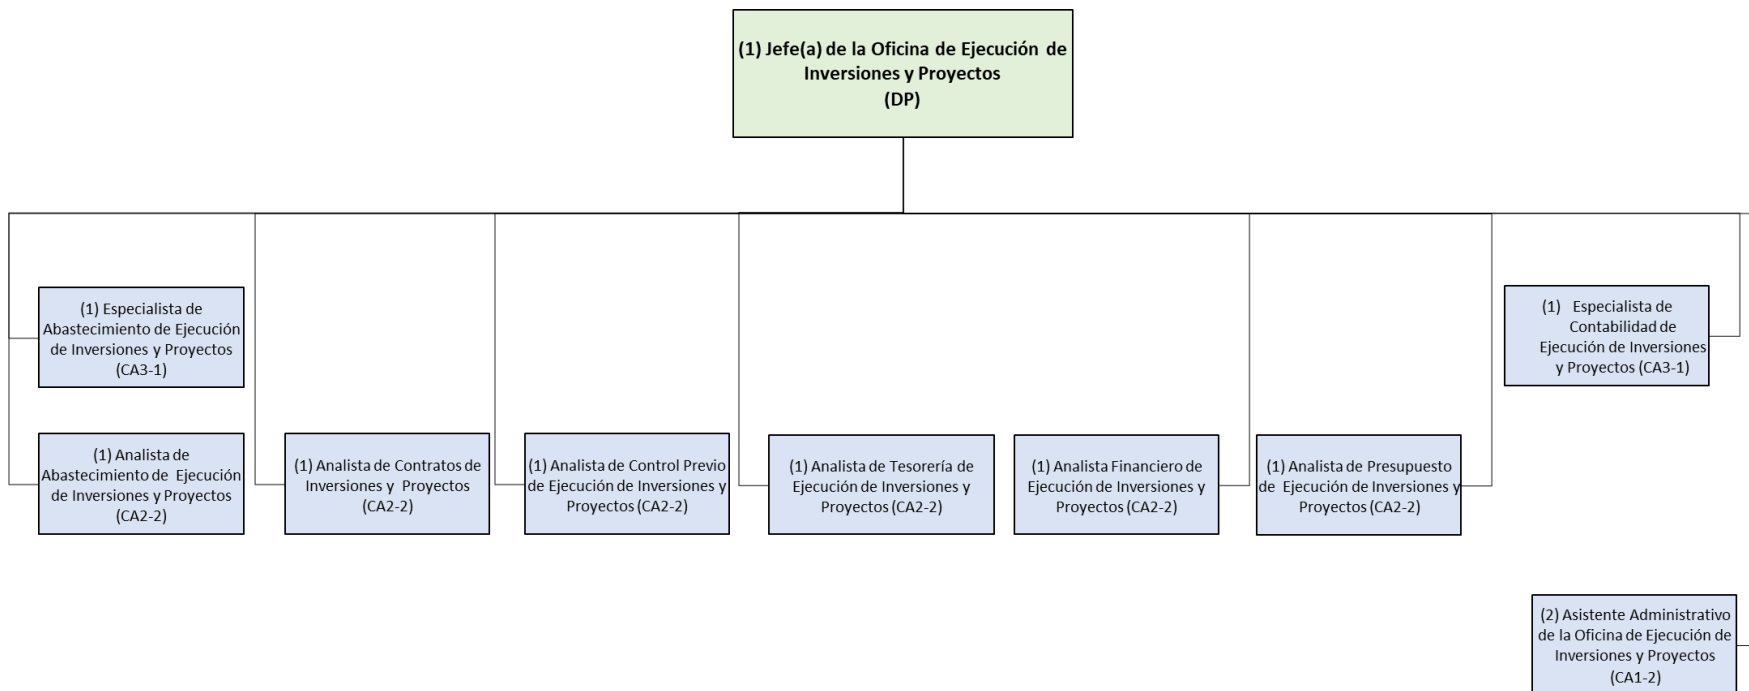 (1) Jefe(a) de la Oficina de Ejecución de
Inversiones y Proyectos
(DP)
(1) Especialista de
Abastecimiento de Ejecución
de Inversiones y Proyectos
(CA3-1)
(1) Especialista de
Contabilidad de
Ejecución de Inversiones
y Proyectos (CA3-1)
(1) Analista de
Abastecimiento de Ejecución
de Inversiones y Proyectos
(CA2-2)
(1) Analista de Contratos de
Inversiones y Proyectos
(CA2-2)
(1) Analista de Control Previo
de Ejecución de Inversiones y
Proyectos (CA2-2)
(1) Analista de Tesorería de
Ejecución de Inversiones y
Proyectos (CA2-2)
(1) Analista Financiero de
Ejecución de Inversiones y
Proyectos (CA2-2)
(1) Analista de Presupuesto
de Ejecución de Inversiones y
Proyectos (CA2-2)
(2) Asistente Administrativo
de la Oficina de Ejecución de
Inversiones y Proyectos
(CA1-2)